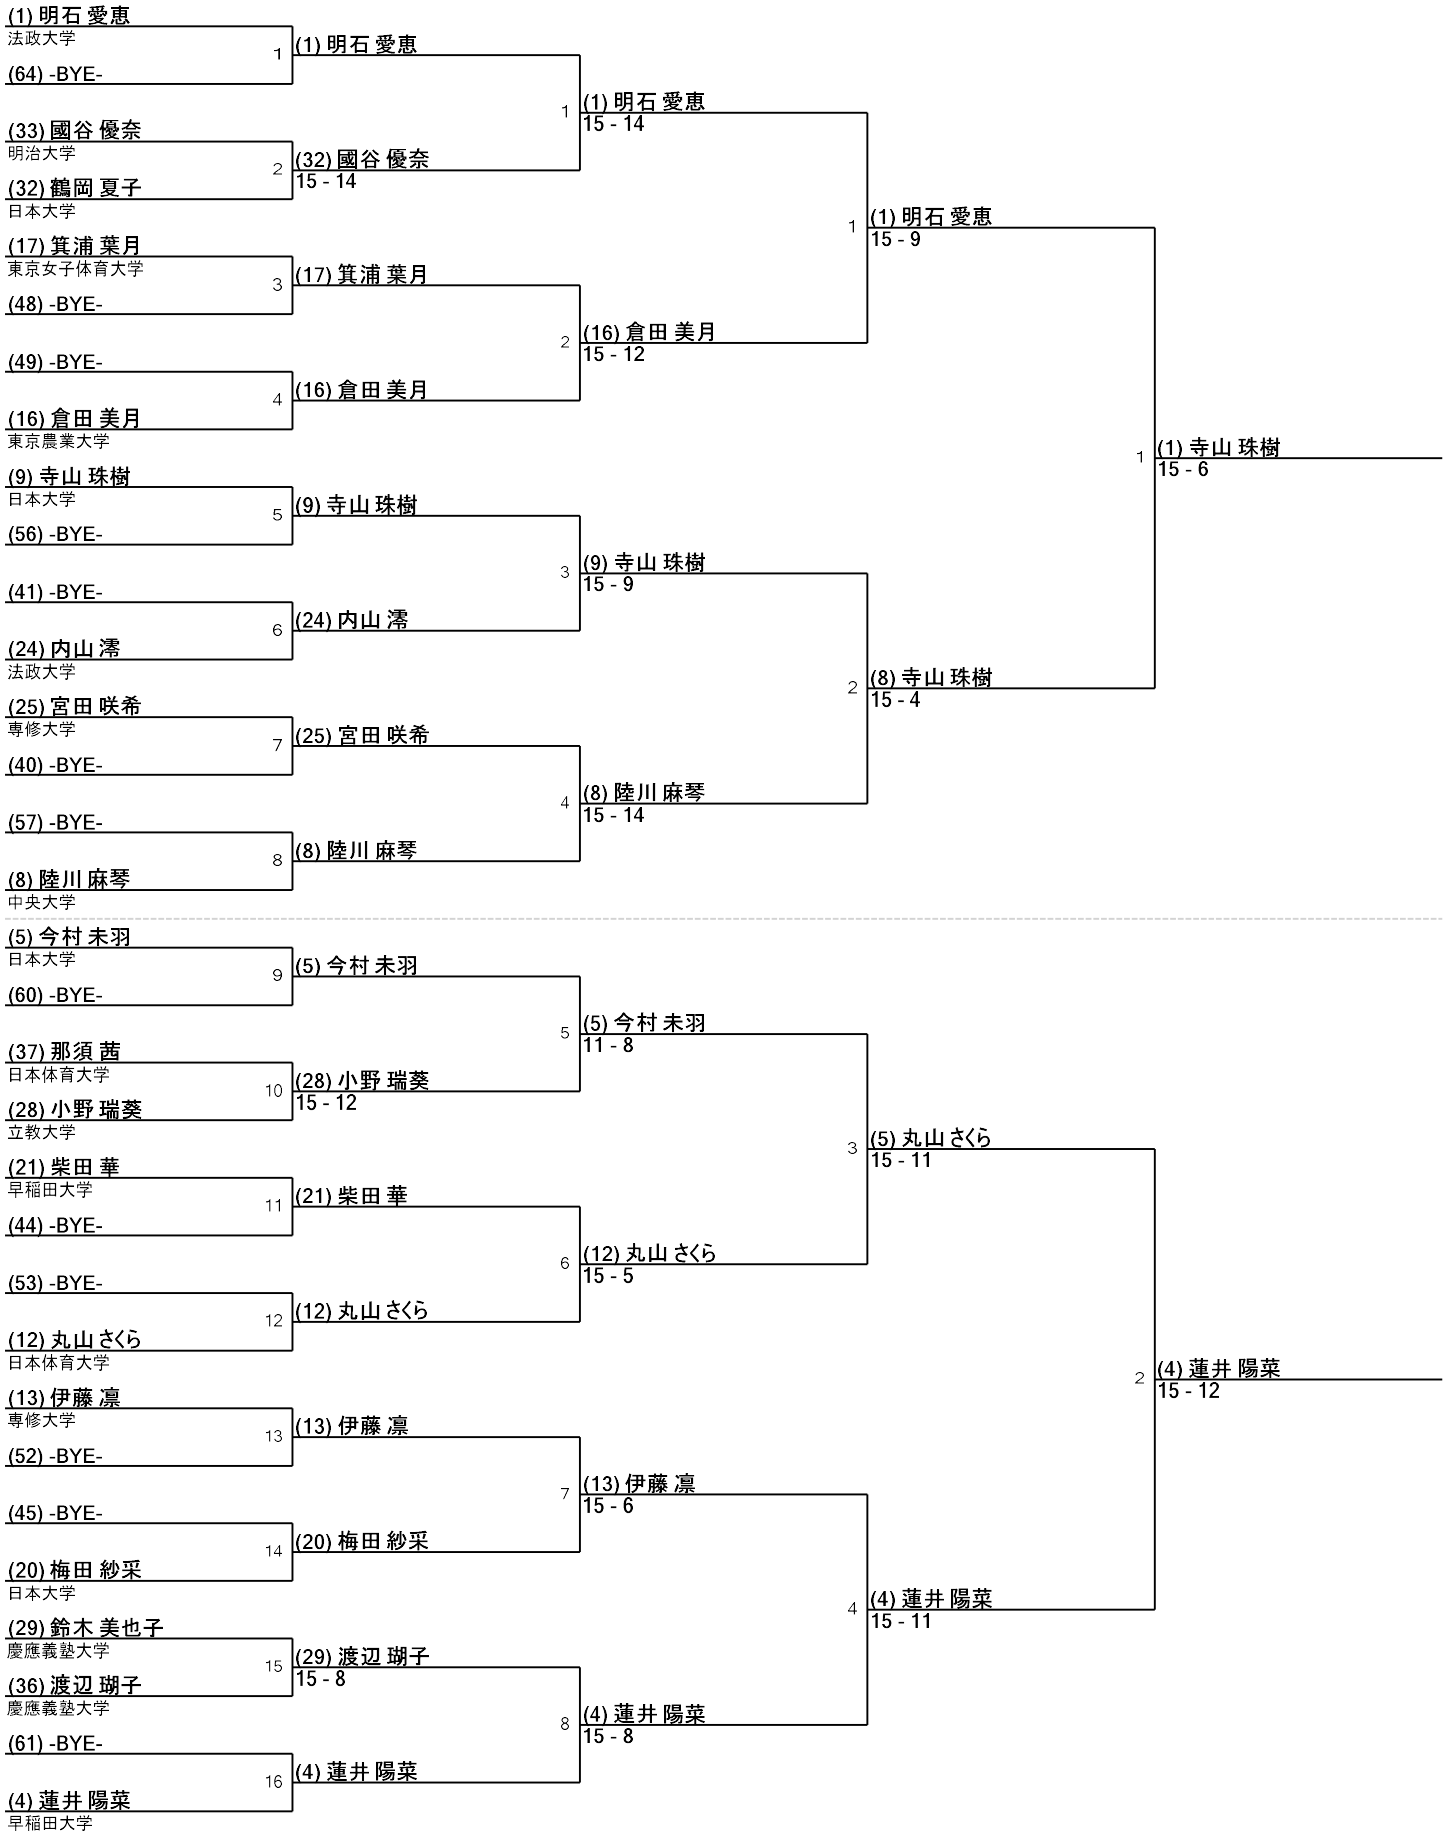 (1) 明石 愛恵
法政大学
(64) -BYE-
(33) 國谷 優奈
明治大学
(32) 鶴岡 夏子
日本大学
(17) 箕浦 葉月
東京女子体育大学
(48) -BYE-
(49) -BYE-
(16) 倉田 美月
東京農業大学
(9) 寺山 珠樹
日本大学
(56) -BYE-
(41) -BYE-
(24) 内山 澪
法政大学
(25) 宮田 咲希
専修大学
(40) -BYE-
(57) -BYE-
(8) 陸川 麻琴
中央大学
(5) 今村 未羽
日本大学
(60) -BYE-
(37) 那須 茜
日本体育大学
(28) 小野 瑞葵
立教大学
(21) 柴田 華
早稲田大学
(44) -BYE-
(53) -BYE-
(12) 丸山 さくら
日本体育大学
(13) 伊藤 凛
専修大学
(52) -BYE-
(45) -BYE-
(20) 梅田 紗采
日本大学
(29) 鈴木 美也子
慶應義塾大学
(36) 渡辺 瑚子
慶應義塾大学
(61) -BYE-
(4) 蓮井 陽菜
早稲田大学
1
(1) 明石 愛恵
2
(32) 國谷 優奈
15 - 14
3
(17) 箕浦 葉月
4
(16) 倉田 美月
5
(9) 寺山 珠樹
6
(24) 内山 澪
7
(25) 宮田 咲希
8
(8) 陸川 麻琴
9
(5) 今村 未羽
10
(28) 小野 瑞葵
15 - 12
11
(21) 柴田 華
12
(12) 丸山 さくら
13
(13) 伊藤 凛
14
(20) 梅田 紗采
15
(29) 渡辺 瑚子
15 - 8
16
(4) 蓮井 陽菜
1
(1) 明石 愛恵
15 - 14
2
(16) 倉田 美月
15 - 12
3
(9) 寺山 珠樹
15 - 9
4
(8) 陸川 麻琴
15 - 14
5
(5) 今村 未羽
11 - 8
6
(12) 丸山 さくら
15 - 5
7
(13) 伊藤 凛
15 - 6
8
(4) 蓮井 陽菜
15 - 8
1
(1) 明石 愛恵
15 - 9
2
(8) 寺山 珠樹
15 - 4
3
(5) 丸山 さくら
15 - 11
4
(4) 蓮井 陽菜
15 - 11
1
(1) 寺山 珠樹
15 - 6
2
(4) 蓮井 陽菜
15 - 12